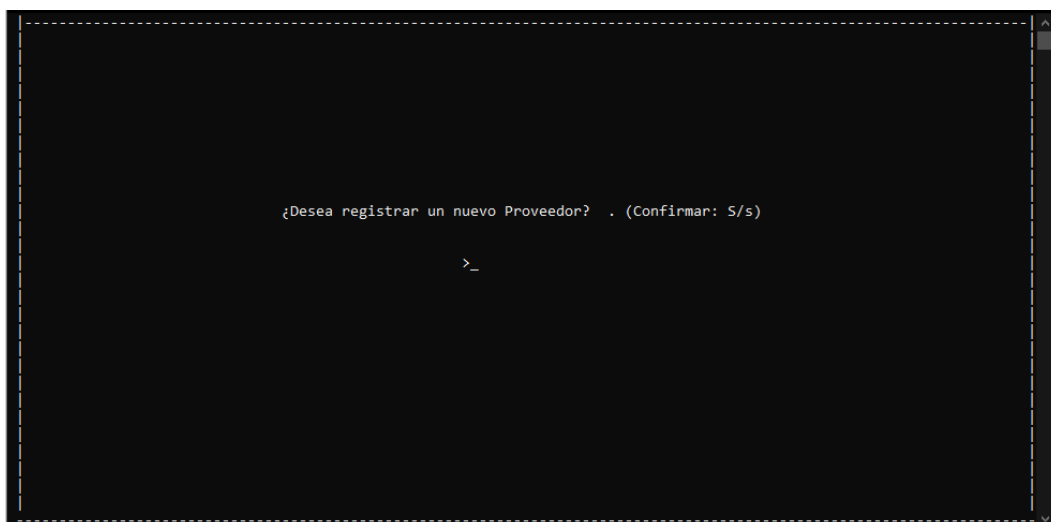 ¿Desea registrar un nuevo Proveedor?  . (Confirmar: S/s)
>_